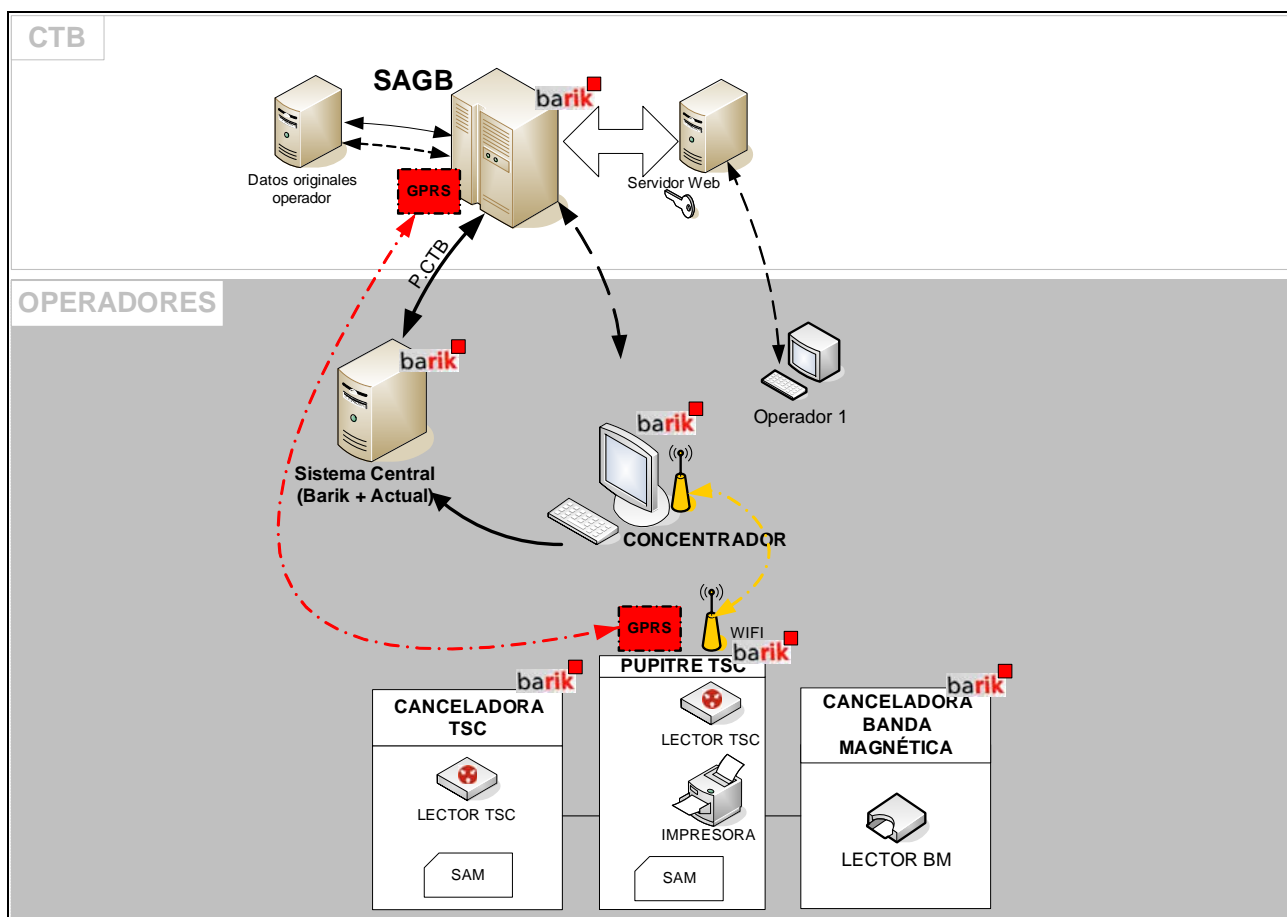 CTB
SAGB
barik
Datos originales
operador
GPRS
Servidor Web
P.CTB
OPERADORES
barik
Sistema Central
(Barik + Actual)
barik
CONCENTRADOR
Operador 1
GPRS
WIFI
barik
PUPITRE TSC
LECTOR TSC
IMPRESORA
SAM
barik
CANCELADORA
TSC
LECTOR TSC
SAM
barik
CANCELADORA
BANDA
MAGNÉTICA
LECTOR BM